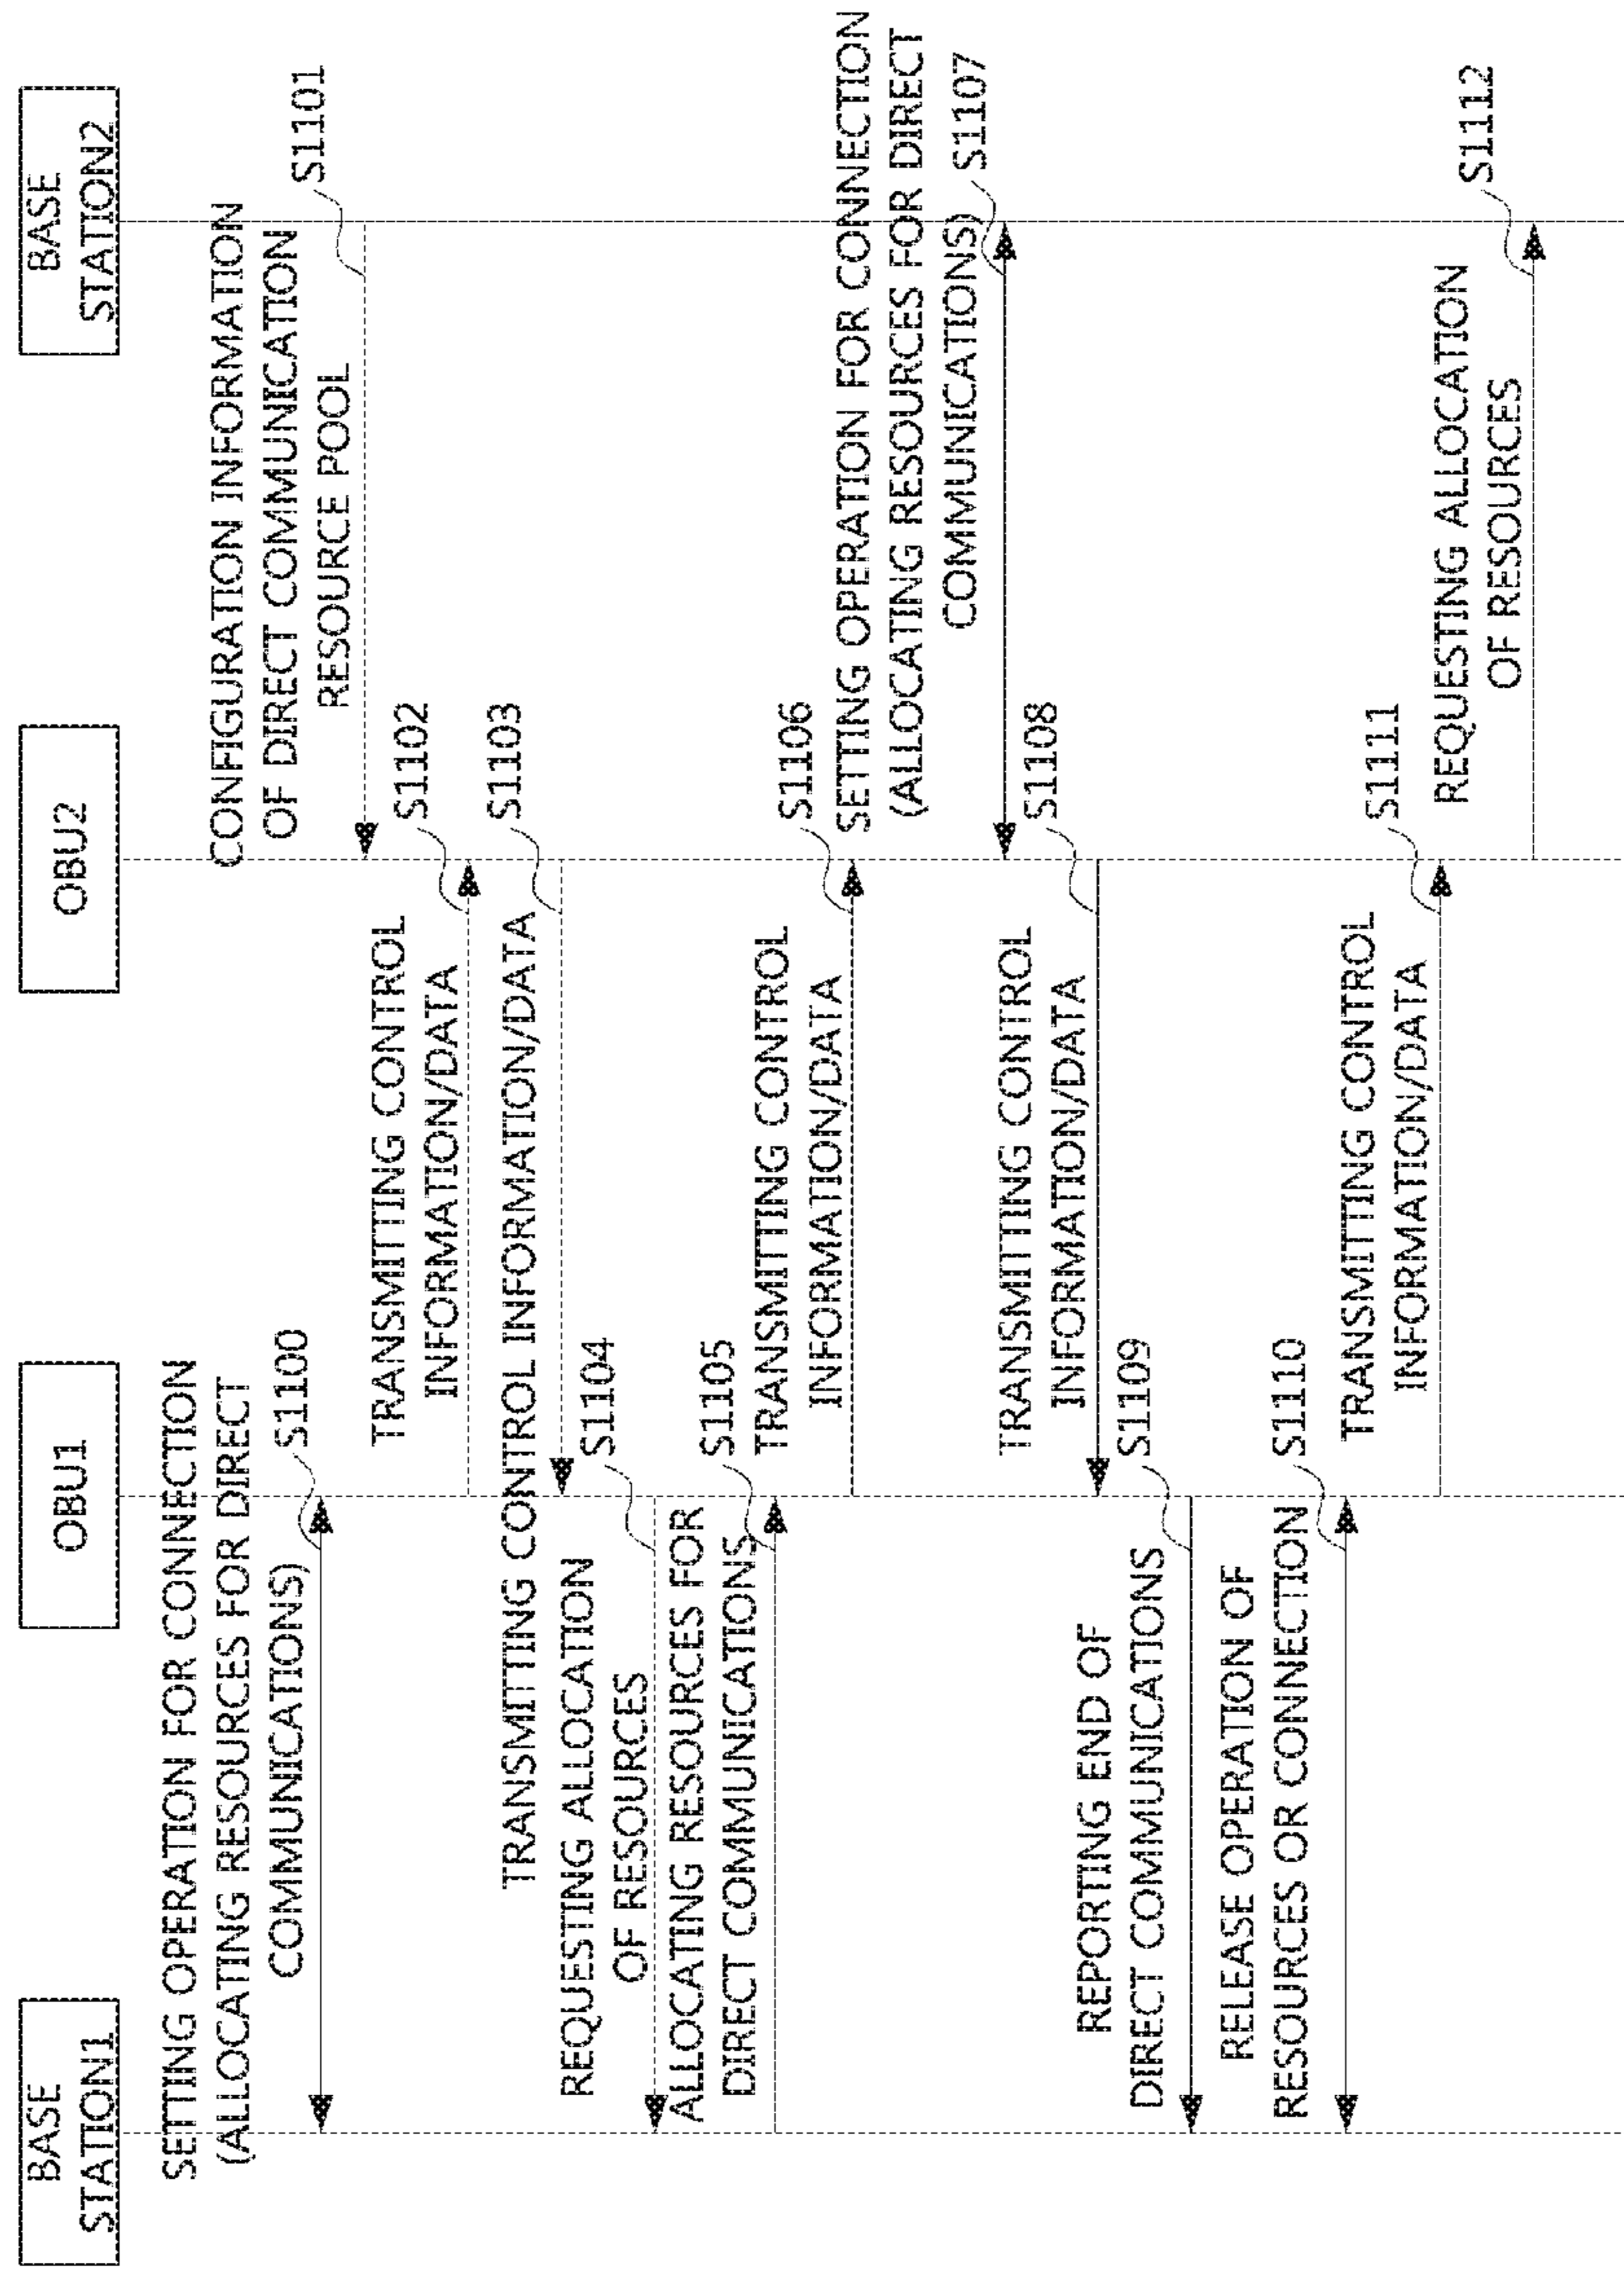 BASE
STATION1
OBU1
OBU2
BASE
STATION2
SETTING OPERATION FOR CONNECTION
(ALLOCATING RESOURCES FOR DIRECT
COMMUNICATIONS)
S1100
CONFIGURATION INFORMATION
OF DIRECT COMMUNICATION
RESOURCE POOL
S1101
TRANSMITTING CONTROL
INFORMATION/DATA
S1102
TRANSMITTING CONTROL INFORMATION/DATA
S1103
REQUESTING ALLOCATION
OF RESOURCES
S1104
ALLOCATING RESOURCES FOR
DIRECT COMMUNICATIONS
S1105
TRANSMITTING CONTROL
INFORMATION/DATA
S1106
SETTING OPERATION FOR CONNECTION
(ALLOCATING RESOURCES FOR DIRECT
COMMUNICATIONS)
S1107
TRANSMITTING CONTROL
INFORMATION/DATA
S1108
REPORTING END OF
DIRECT COMMUNICATIONS
S1109
RELEASE OPERATION OF
RESOURCES OR CONNECTION
S1110
TRANSMITTING CONTROL
INFORMATION/DATA
S1111
REQUESTING ALLOCATION
OF RESOURCES
S1112